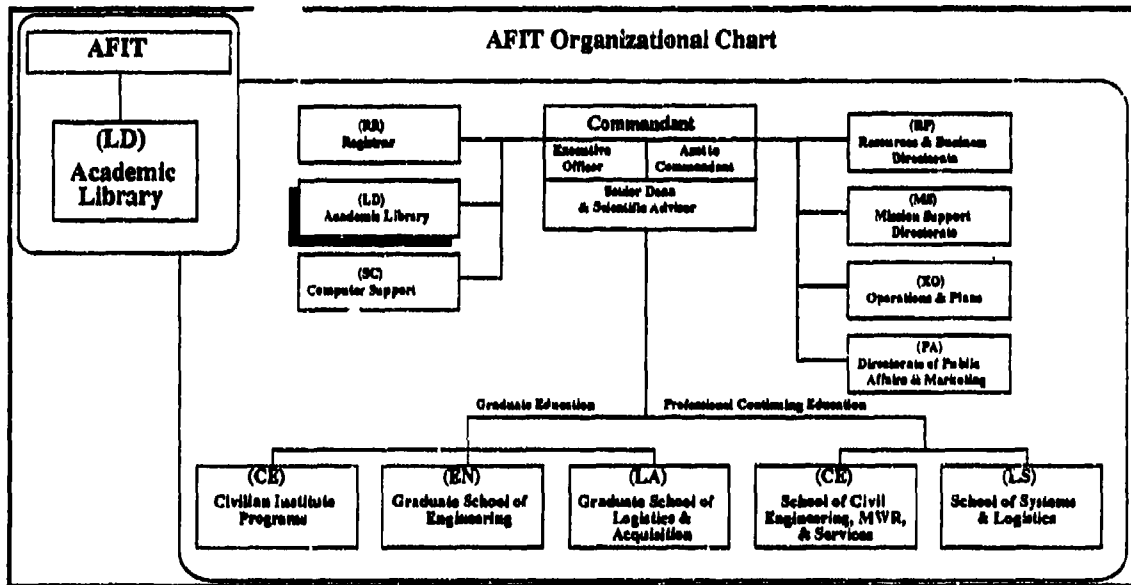 AFIT
(LD)
Academic
Library
AFIT Organizational Chart
(RR)
Registrar
(LD)
Academic Library
(SC)
Computer Support
Commandant
Executive
Officer
Asst to
Commandant
Senior Dean
& Scientific Advisor
(RP)
Resources & Business
Directorate
(MS)
Mission Support
Directorate
(XO)
Operations & Plans
(PA)
Directorate of Public
Affairs & Marketing
Graduate Education
Professional Continuing Education
(CE)
Civilian Institute
Programs
(EN)
Graduate School of
Engineering
(LA)
Graduate School of
Logistics &
Acquisition
(CE)
School of Civil
Engineering, MWR,
& Services
(LS)
School of Systems
& Logistics